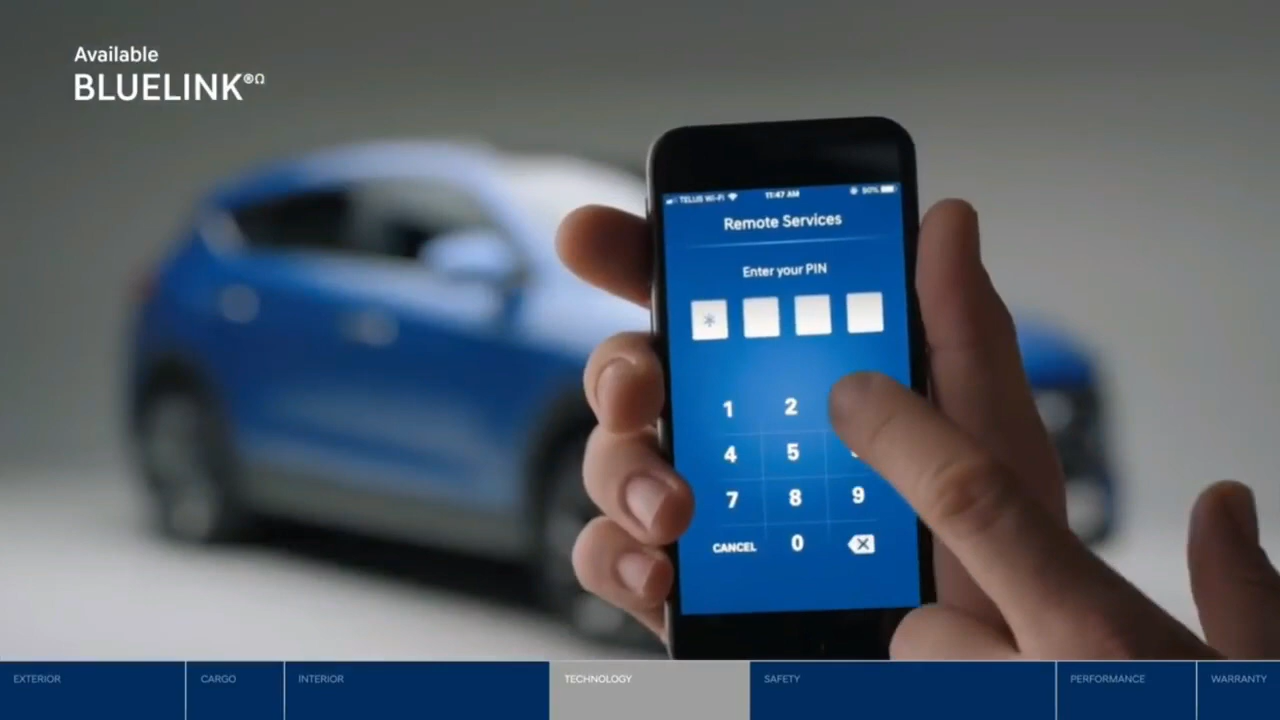 Available
BLUELINK®Ω
TELUS Wi-Fi 11:47 AM 90%
Remote Services
Enter your PIN
*
1 2
4 5
7 8 9
CANCEL 0
EXTERIOR CARGO INTERIOR TECHNOLOGY SAFETY PERFORMANCE WARRANTY